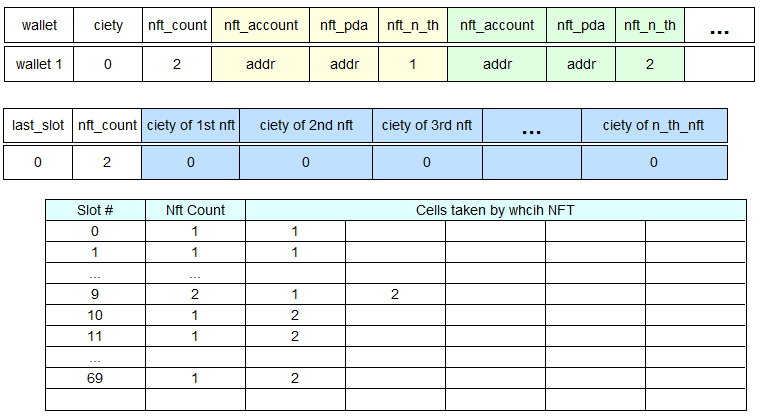 wallet ciety nft_count nft_account nft_pda nft_n_th nft_account nft_pda nft_n_th ...
wallet 1 0 2 addr addr 1 addr addr 2
last_slot nft_count ciety of 1st nft ciety of 2nd nft ciety of 3rd nft ... ciety of n_th_nft
0 2 0 0 0 0
Slot # Nft Count Cells taken by whcih NFT
0 1 1
1 1 1
... ...
9 2 1 2
10 1 2
11 1 2
...
69 1 2